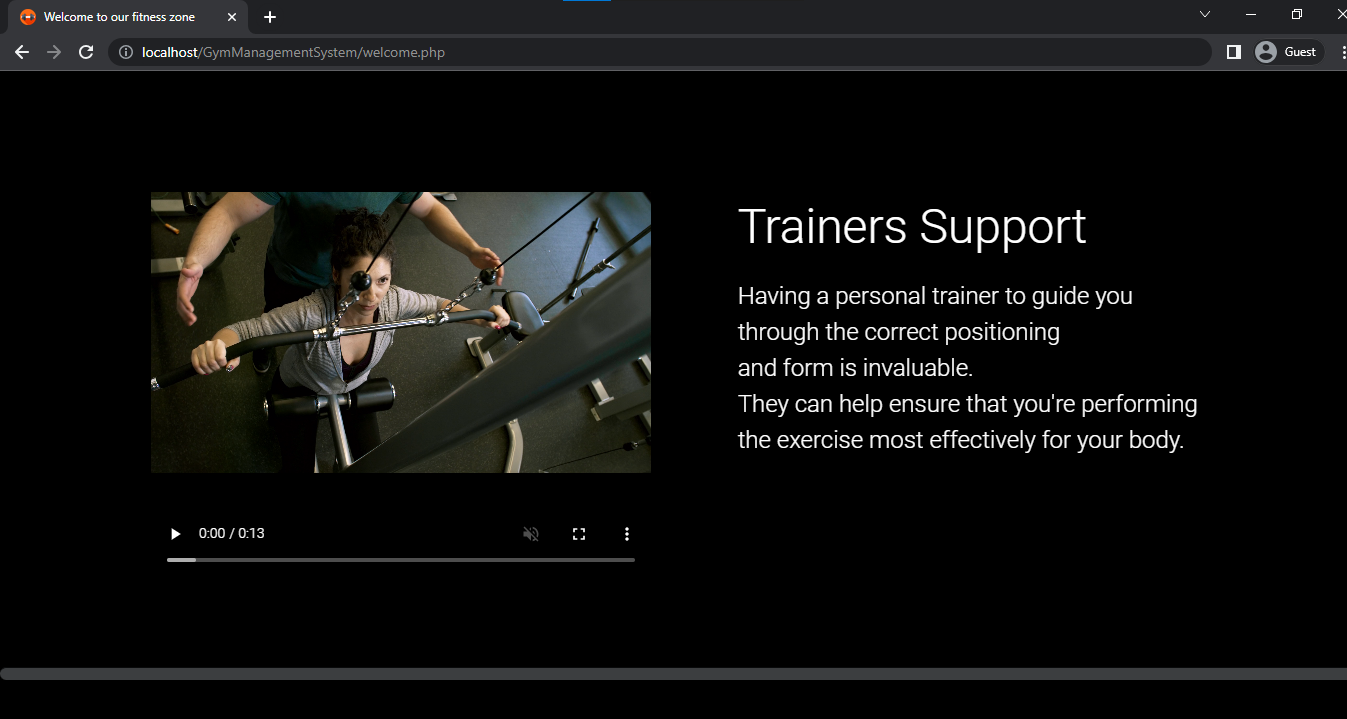 Welcome to our fitness zone
localhost/GymManagementSystem/welcome.php
Guest
Trainers Support
Having a personal trainer to guide you
through the correct positioning
and form is invaluable.
They can help ensure that you're performing
the exercise most effectively for your body.
0:00 / 0:13